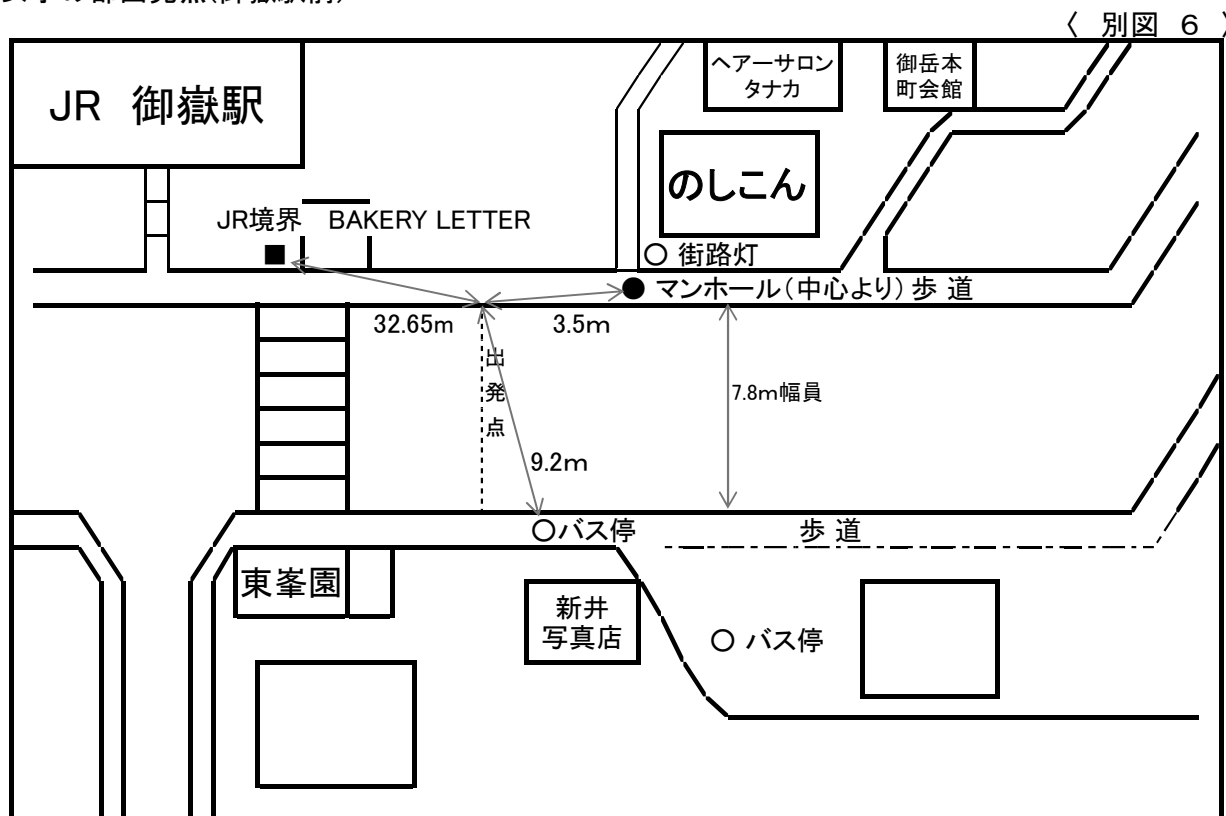 〈 別図 6 〉
JR 御嶽駅
ヘアーサロン
タナカ
御岳本
町会館
のしこん
JR境界
BAKERY LETTER
街路灯
マンホール(中心より)
歩 道
32.65m
3.5m
出
発
点
7.8m幅員
9.2m
バス停
歩 道
東峯園
新井
写真店
バス停